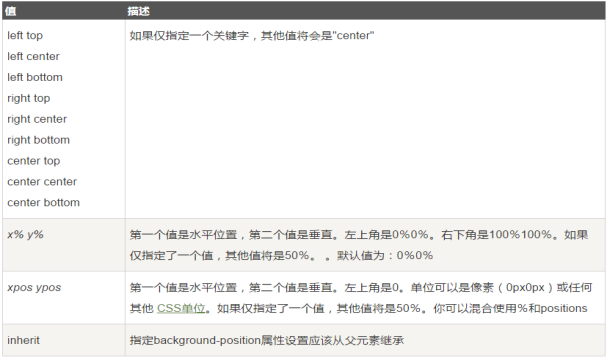 值 描述
left top 如果仅指定一个关键字，其他值将会是"center"
left center
left bottom
right top
right center
right bottom
center top
center center
center bottom
x% y% 第一个值是水平位置，第二个值是垂直。左上角是0%0%。右下角是100%100%。如果
仅指定了一个值，其他值将是50%。 。默认值为：0%0%
xpos ypos 第一个值是水平位置，第二个值是垂直。左上角是0。单位可以是像素（0px0px）或任何
其他 CSS单位。如果仅指定了一个值，其他值将是50%。你可以混合使用%和positions
inherit 指定background-position属性设置应该从父元素继承